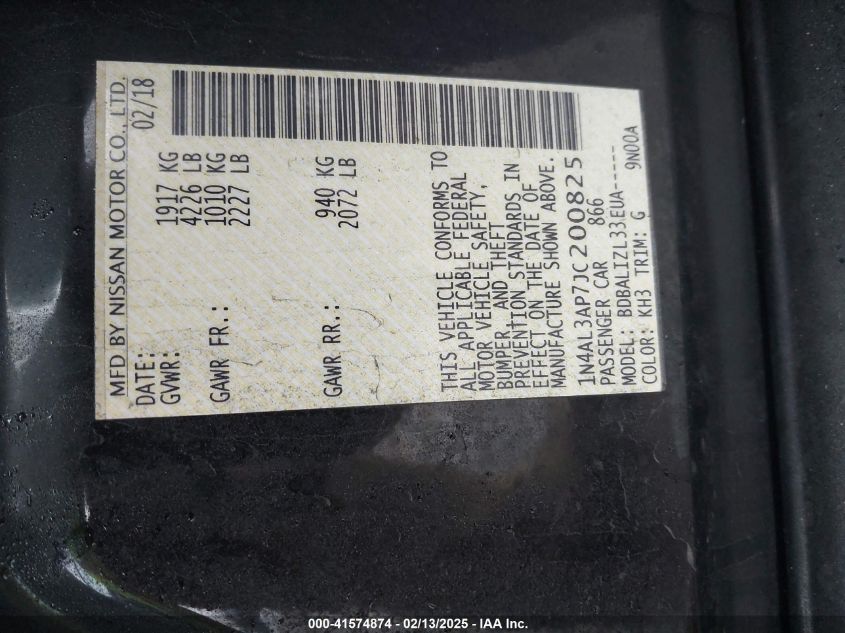 MFD BY NISSAN MOTOR CO., LTD.
DATE: 02/18
GVWR: 1917 KG
4226 LB
GAWR FR.: 1010 KG
2227 LB
GAWR RR.: 940 KG
2072 LB
THIS VEHICLE CONFORMS TO
ALL APPLICABLE FEDERAL
MOTOR VEHICLE SAFETY,
BUMPER, AND THEFT
PREVENTION STANDARDS IN
EFFECT ON THE DATE OF
MANUFACTURE SHOWN ABOVE.
1N4AL3AP7JC200825
PASSENGER CAR 866
MODEL: BDBALIZL33EUA-----
COLOR: KH3 TRIM: G 9N00A
000-41574874 - 02/13/2025 - IAA Inc.